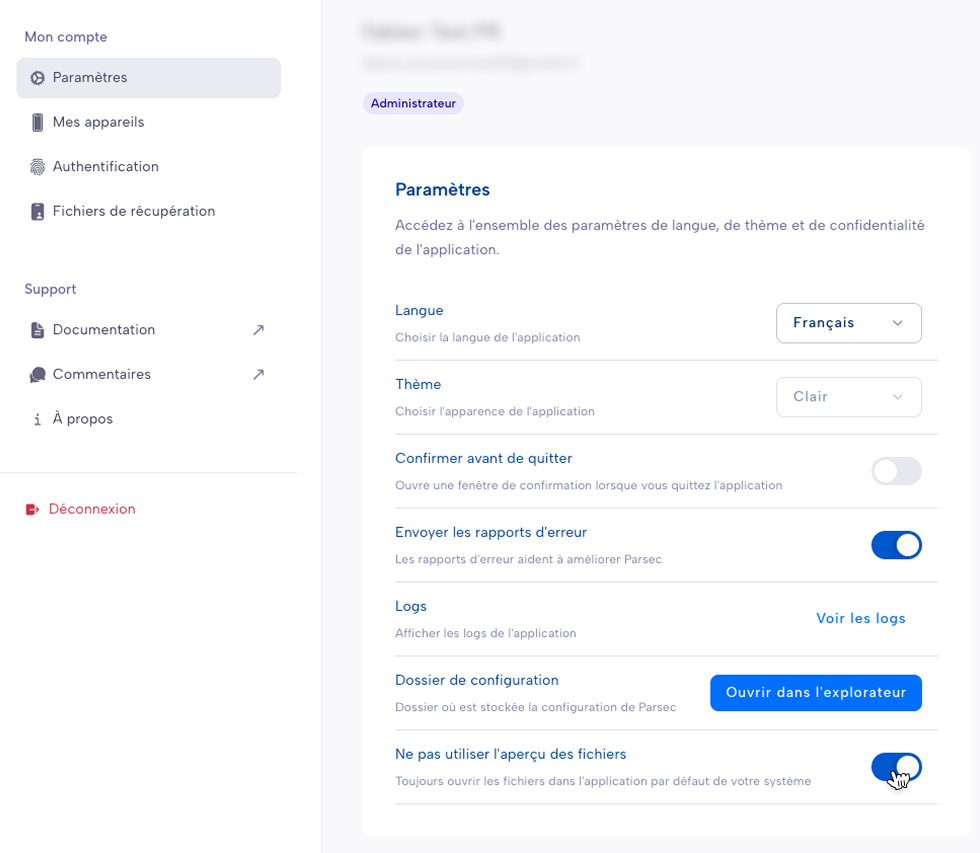 Mon compte
Paramètres
Mes appareils
Authentification
Fichiers de récupération
Support
Documentation
Commentaires
À propos
Déconnexion
Administrateur
Paramètres
Accédez à l'ensemble des paramètres de langue, de thème et de confidentialité
de l'application.
Langue
Choisir la langue de l'application
Français
Thème
Choisir l'apparence de l'application
Clair
Confirmer avant de quitter
Ouvre une fenêtre de confirmation lorsque vous quittez l'application
Envoyer les rapports d'erreur
Les rapports d'erreur aident à améliorer Parsec
Logs
Afficher les logs de l'application
Voir les logs
Dossier de configuration
Dossier où est stockée la configuration de Parsec
Ouvrir dans l'explorateur
Ne pas utiliser l'aperçu des fichiers
Toujours ouvrir les fichiers dans l'application par défaut de votre système